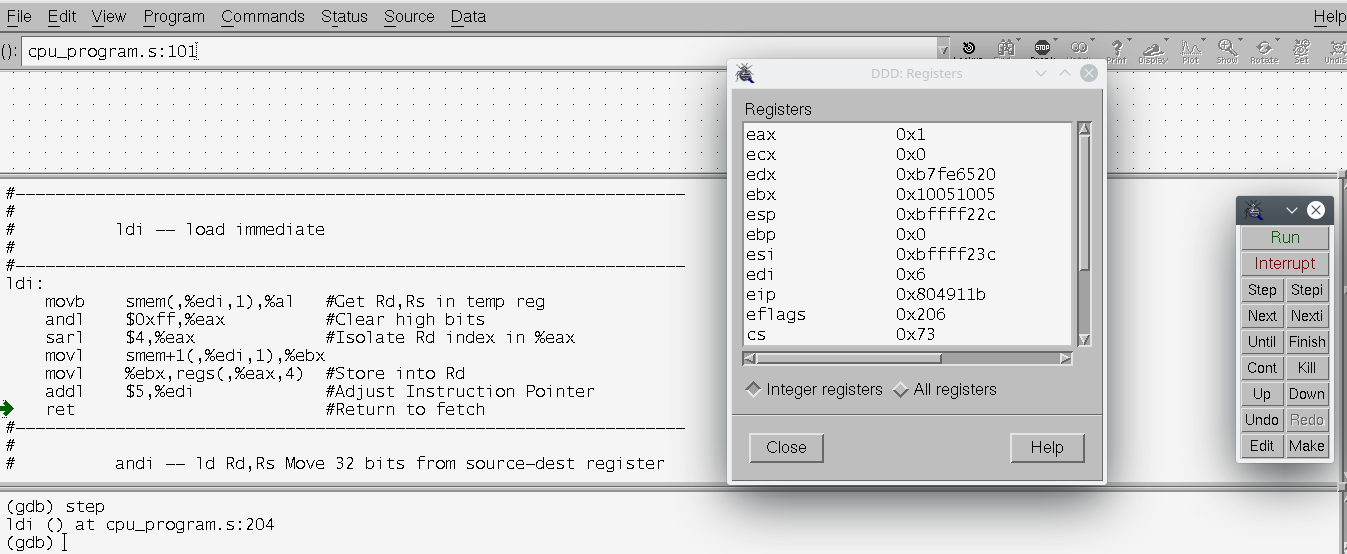 File Edit View Program Commands Status Source Data Help
(): cpu_program.s:101
STOP
Print Display Plot Show Rotate Set Undis
DDD: Registers
Registers
eax 0x1
ecx 0x0
edx 0xb7fe6520
ebx 0x10051005
esp 0xbffff22c
ebp 0x0
esi 0xbffff23c
edi 0x6
eip 0x804911b
eflags 0x206
cs 0x73
Integer registers All registers
Close Help
#-------------------------------------------------------------------
#
# ldi -- load immediate
#
#-------------------------------------------------------------------
ldi:
movb smem(,%edi,1),%al #Get Rd,Rs in temp reg
andl $0xff,%eax #Clear high bits
sarl $4,%eax #Isolate Rd index in %eax
movl smem+1(,%edi,1),%ebx
movl %ebx,regs(,%eax,4) #Store into Rd
addl $5,%edi #Adjust Instruction Pointer
ret #Return to fetch
#-------------------------------------------------------------------
#
# andi -- ld Rd,Rs Move 32 bits from source-dest register
Run
Interrupt
Step Stepi
Next Nexti
Until Finish
Cont Kill
Up Down
Undo Redo
Edit Make
(gdb) step
ldi () at cpu_program.s:204
(gdb)